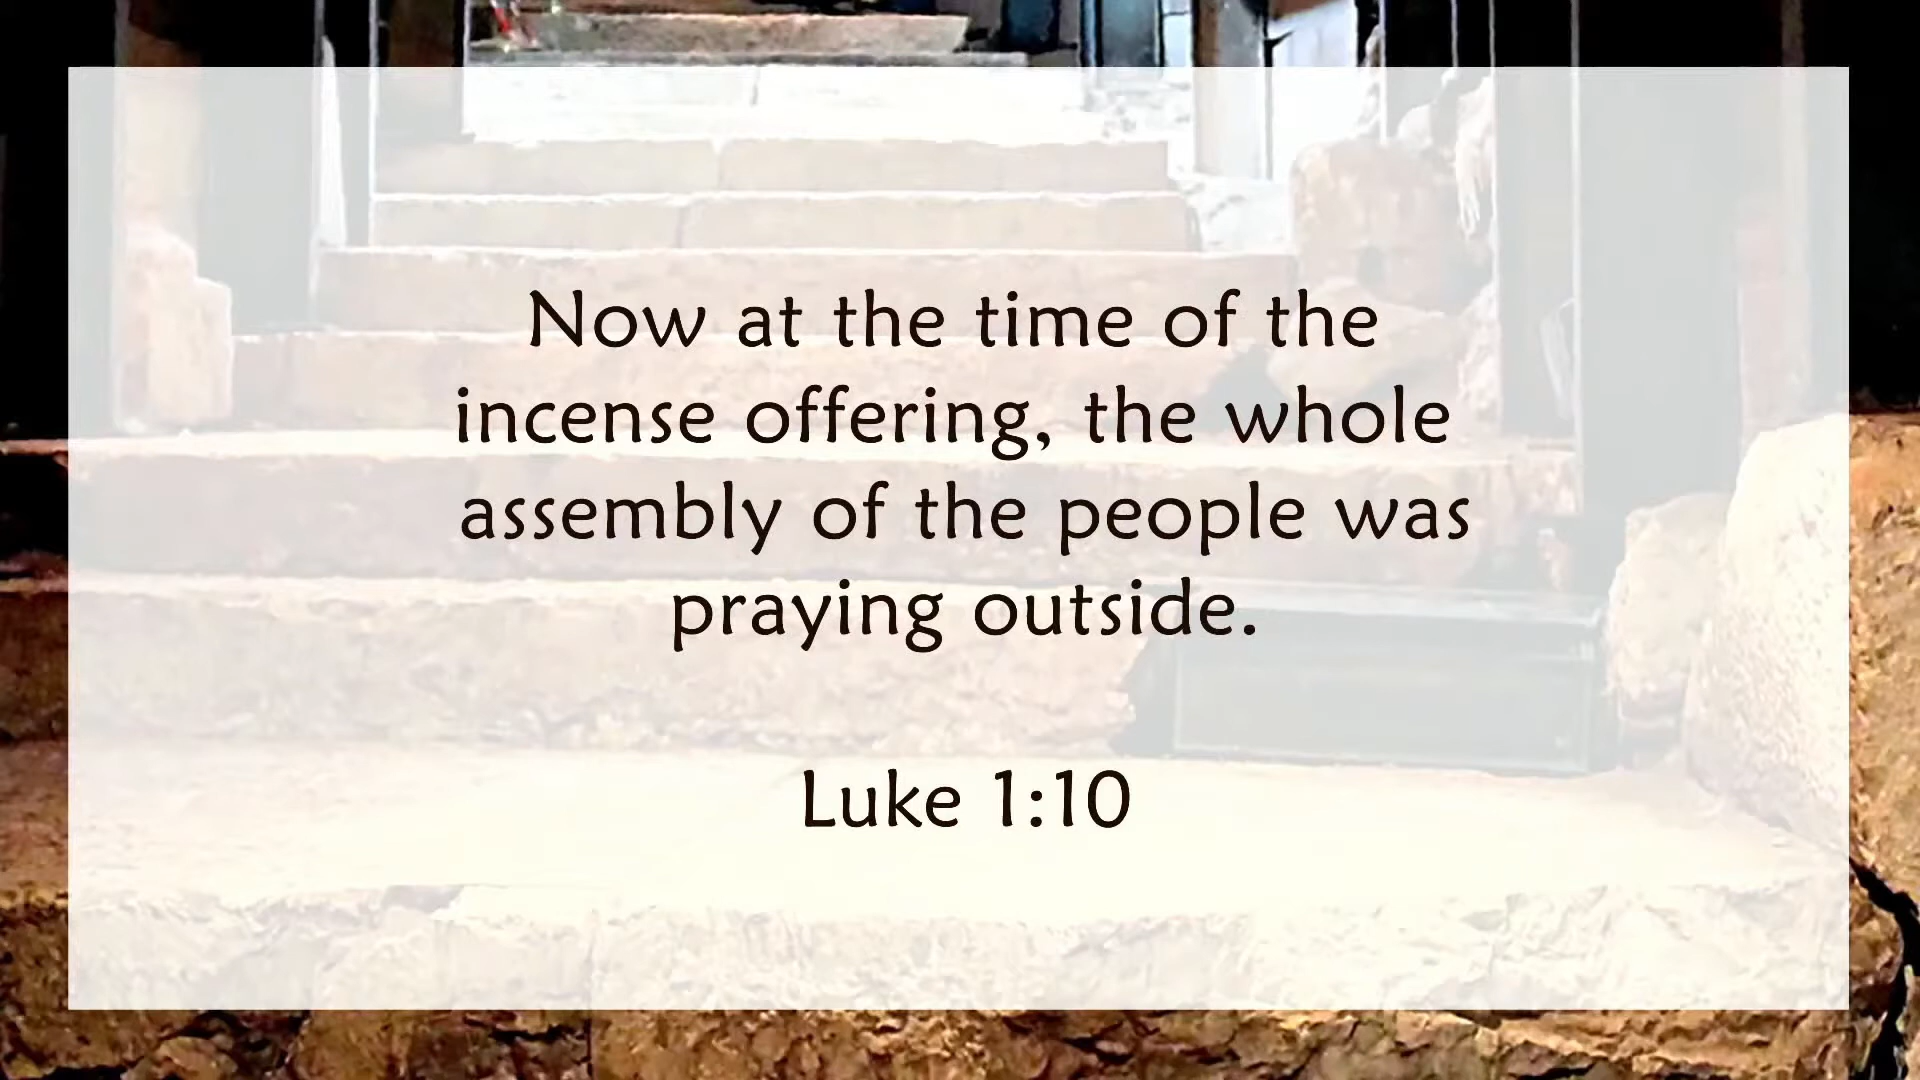 Now at the time of the
incense offering, the whole
assembly of the people was
praying outside.
Luke 1:10